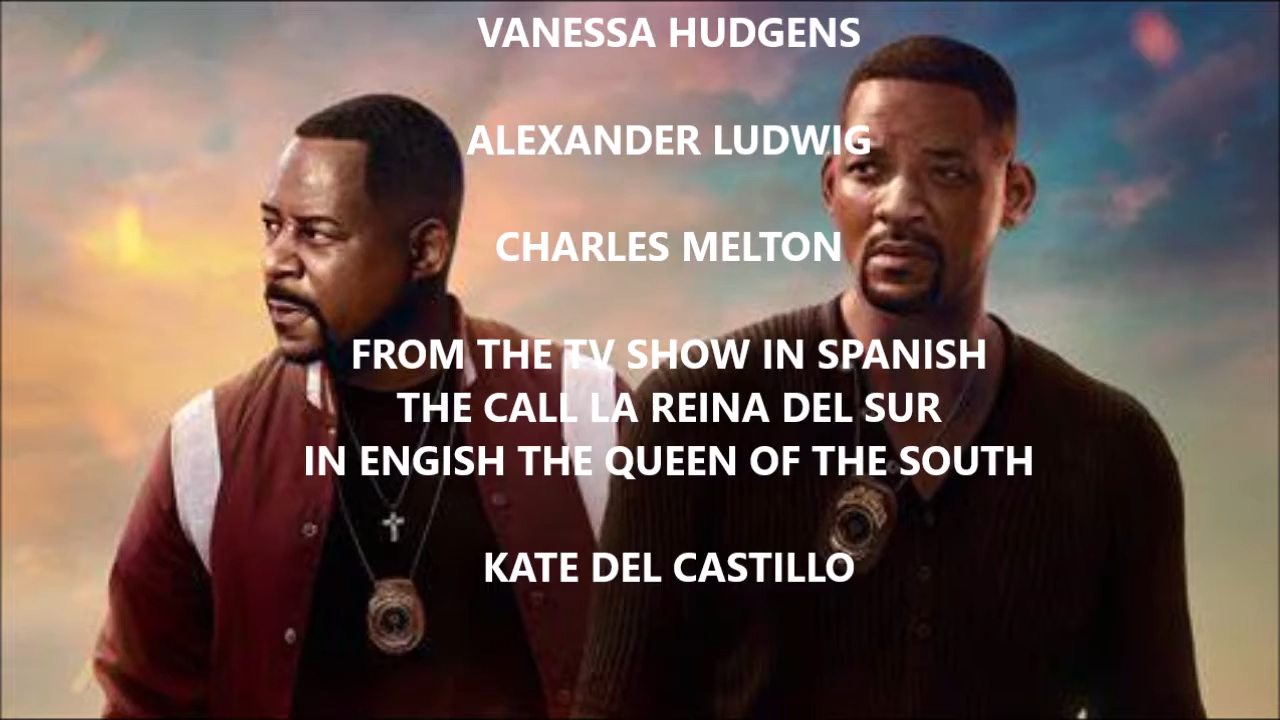 VANESSA HUDGENS
ALEXANDER LUDWIG
CHARLES MELTON
FROM THE TV SHOW IN SPANISH
THE CALL LA REINA DEL SUR
IN ENGISH THE QUEEN OF THE SOUTH
KATE DEL CASTILLO